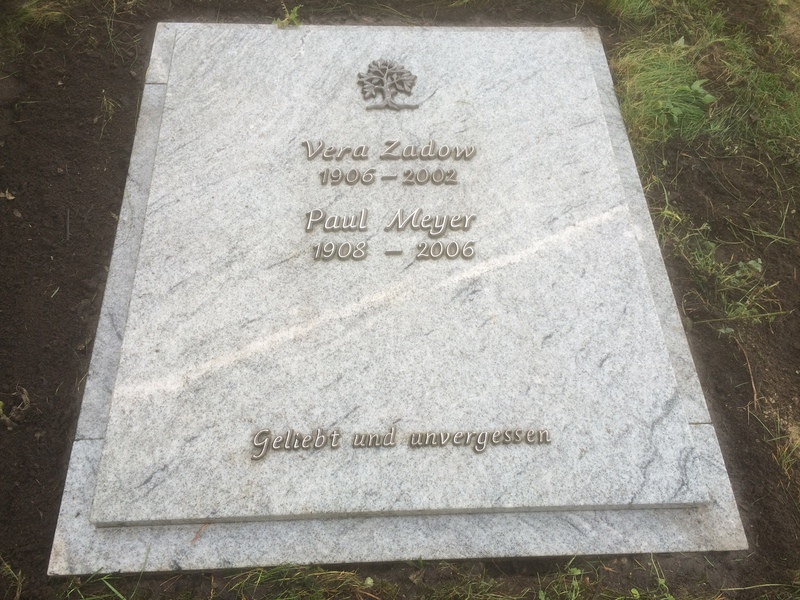 Vera Zadow
1906 – 2002
Paul Meyer
1908 – 2006
Geliebt und unvergessen